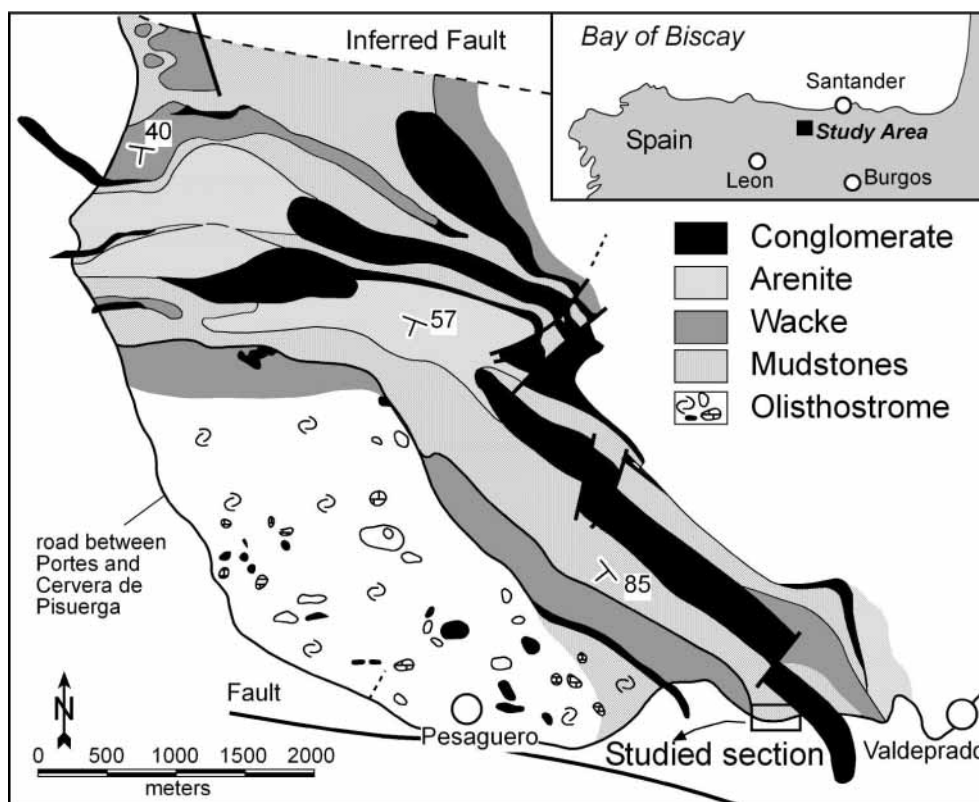 Inferred Fault
Bay of Biscay
Santander
Spain
Study Area
Leon
Burgos
40
57
85
Conglomerate
Arenite
Wacke
Mudstones
Olisthostrome
road between
Portes and
Cervera de
Pisuerga
Fault
Pesaguero
Studied section
Valdeprado
N
0 500 1000 1500 2000
meters